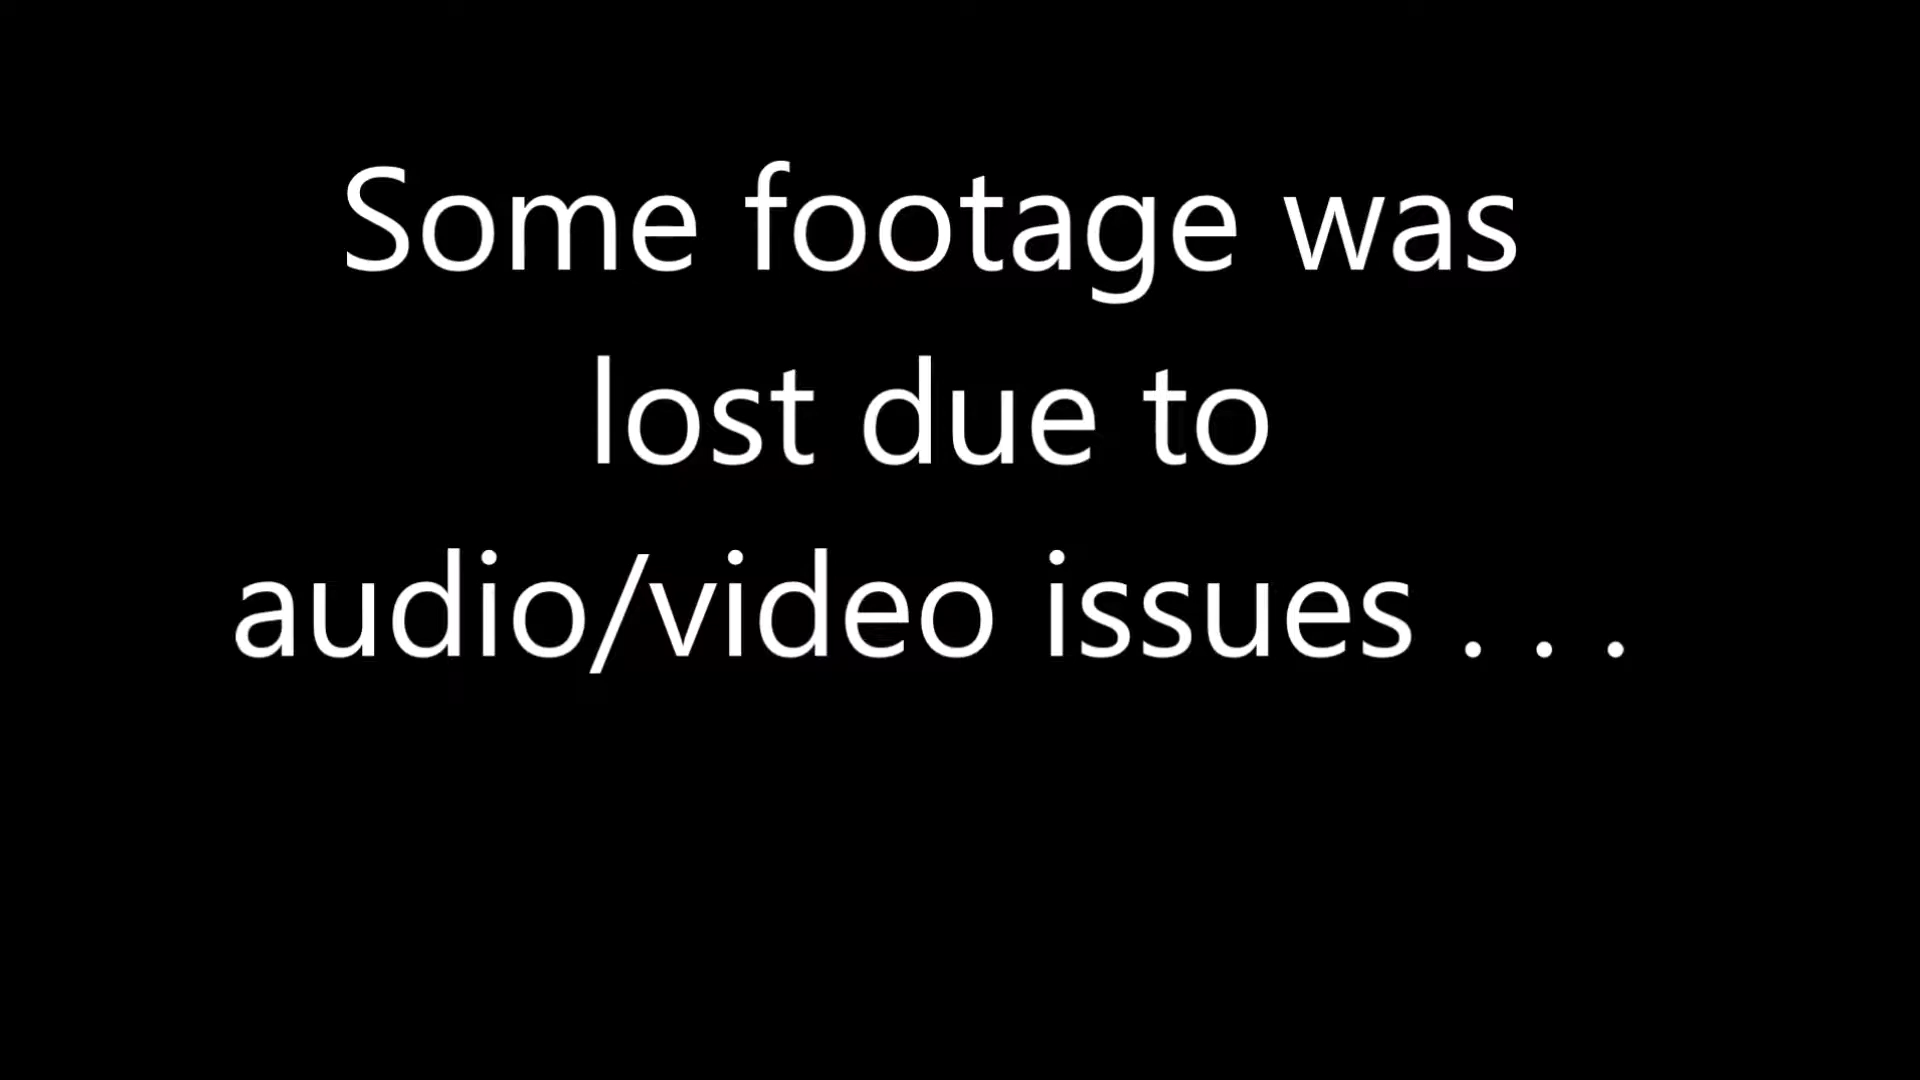 Some footage was
lost due to
audio/video issues . . .